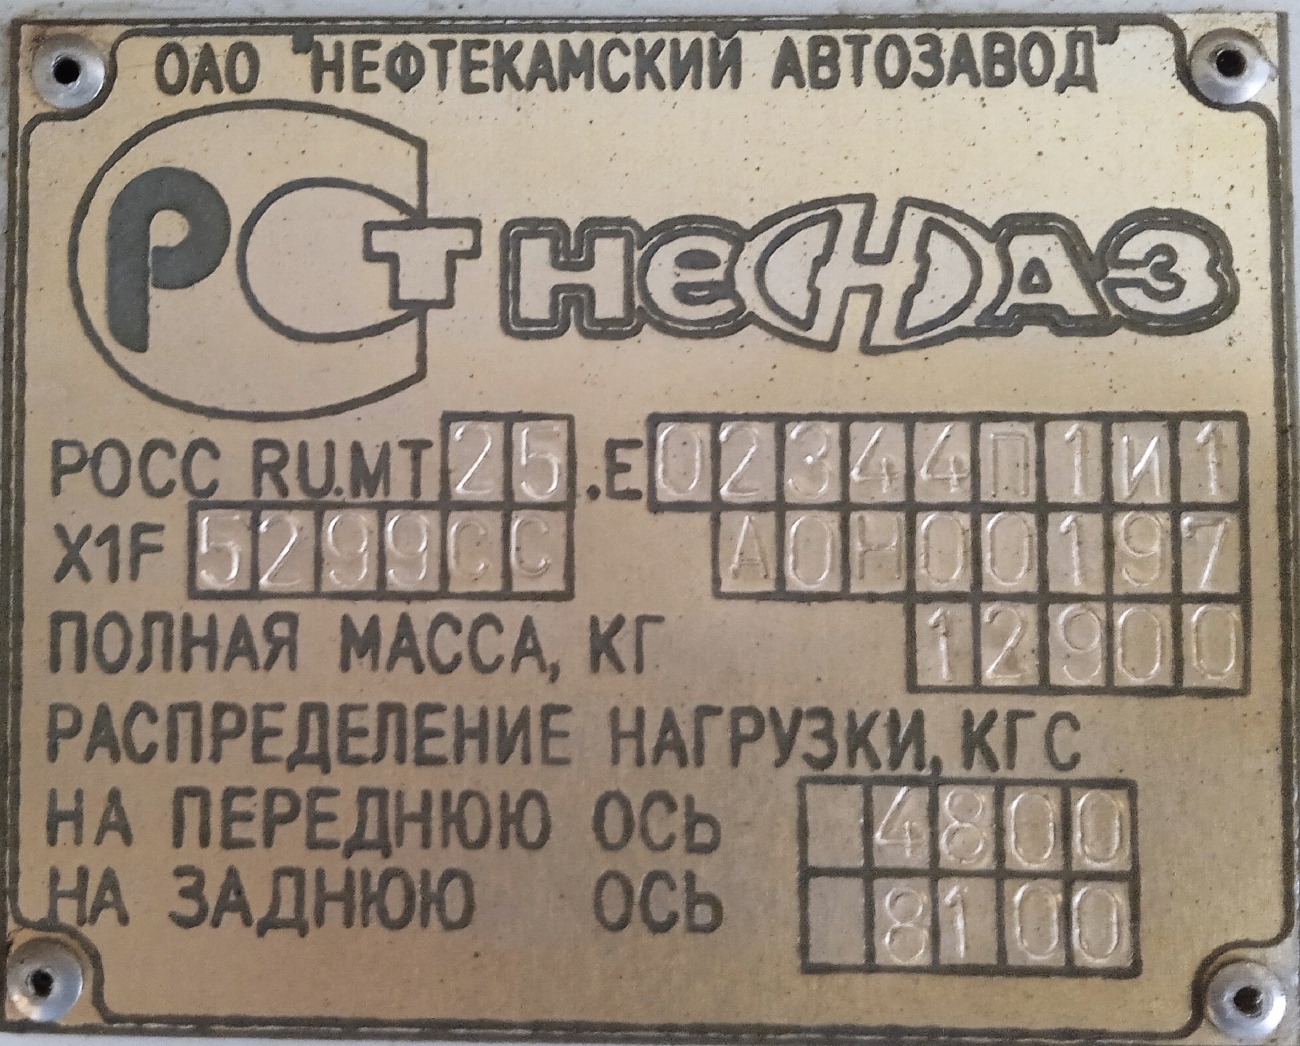 ОАО "НЕФТЕКАМСКИЙ АВТОЗАВОД"
РСТ НЕФАЗ
РОСС RU.МТ 25 .Е 02344П1И1
X1F 5299СС А0Н00197
ПОЛНАЯ МАССА, КГ 12900
РАСПРЕДЕЛЕНИЕ НАГРУЗКИ, КГС
НА ПЕРЕДНЮЮ ОСЬ 4800
НА ЗАДНЮЮ ОСЬ 8100